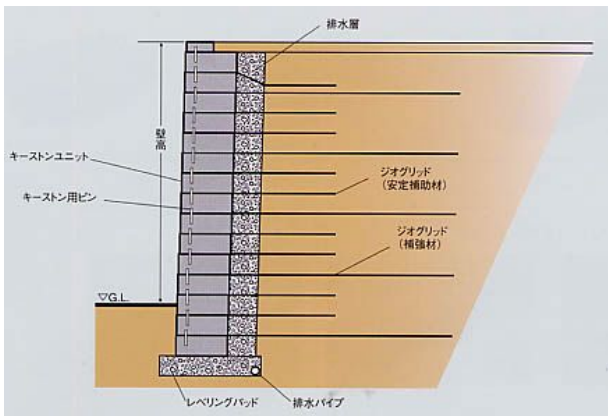 排水層
壁高
キーストンユニット
キーストン用ピン
ジオグリッド
(安定補助材)
ジオグリッド
(補強材)
▽G.L.
レベリングパッド
排水パイプ